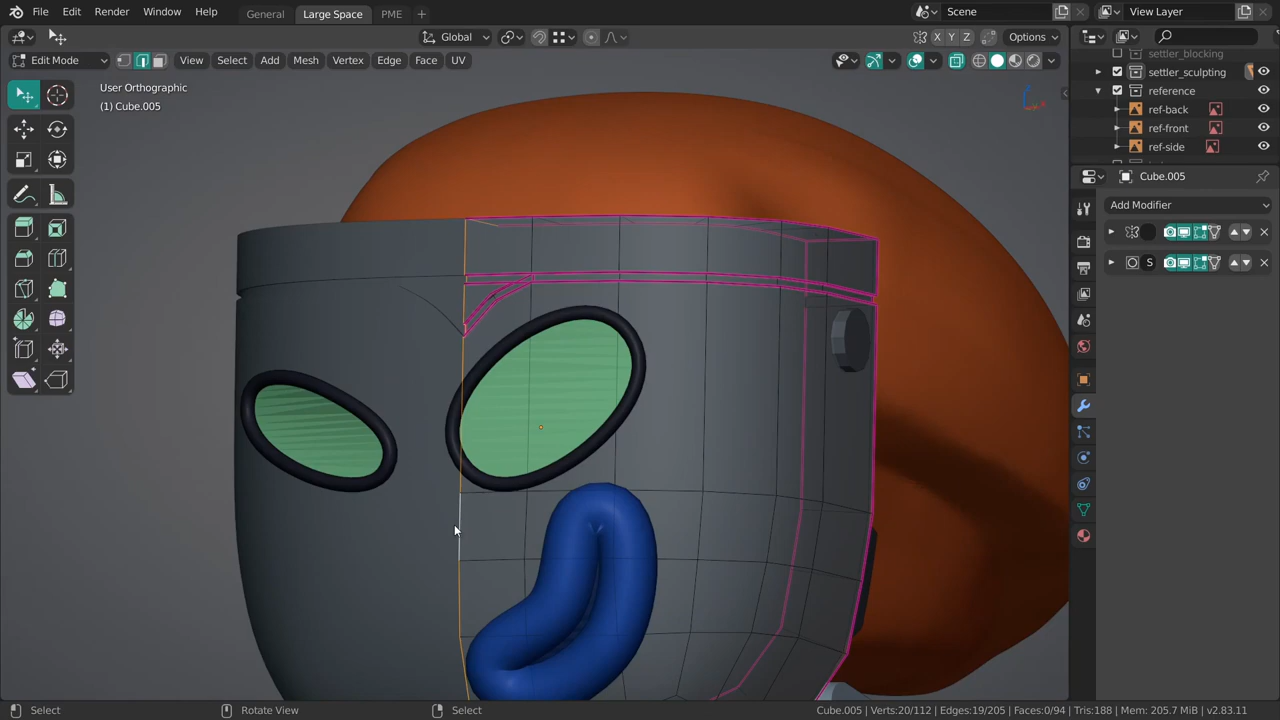 File Edit Render Window Help General Large Space PME + Scene View Layer
Global X Y Z Options
Edit Mode View Select Add Mesh Vertex Edge Face UV
User Orthographic
(1) Cube.005
settler_blocking
settler_sculpting
reference
ref-back
ref-front
ref-side
Cube.005
Add Modifier
S
Select Rotate View Select Cube.005 | Verts:20/112 | Edges:19/205 | Faces:0/94 | Tris:188 | Mem: 205.7 MiB | v2.83.11